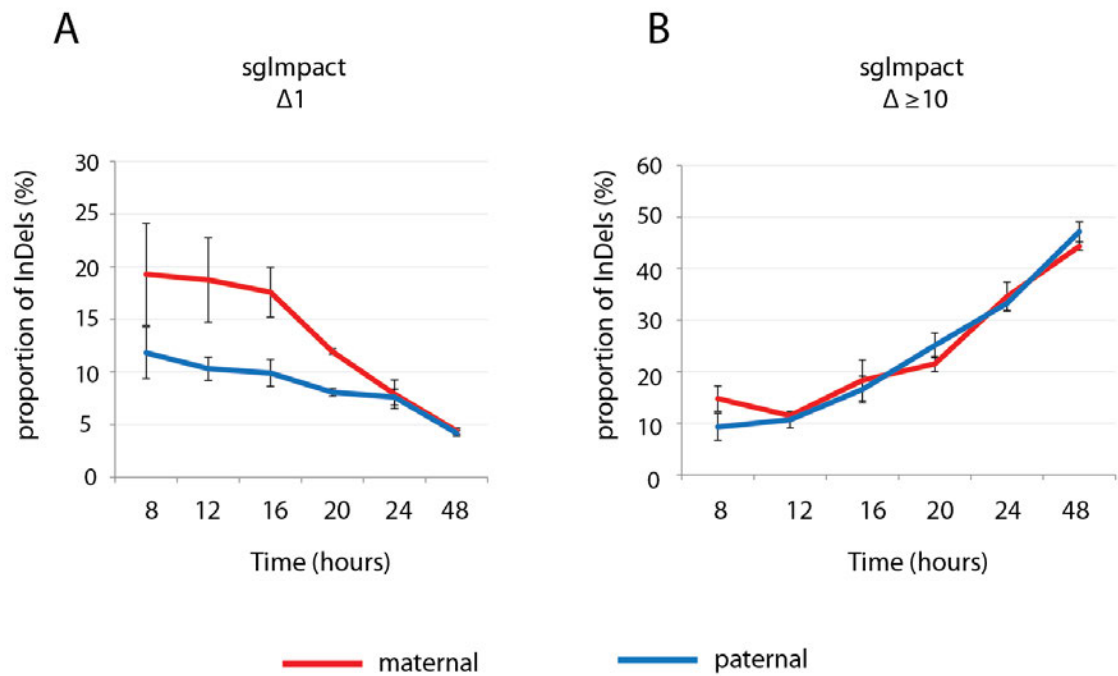 A
sgImpact
Δ1
proportion of InDels (%)
30
25
20
15
10
5
0
8 12 16 20 24 48
Time (hours)
B
sgImpact
Δ ≥10
proportion of InDels (%)
60
50
40
30
20
10
0
8 12 16 20 24 48
Time (hours)
maternal paternal